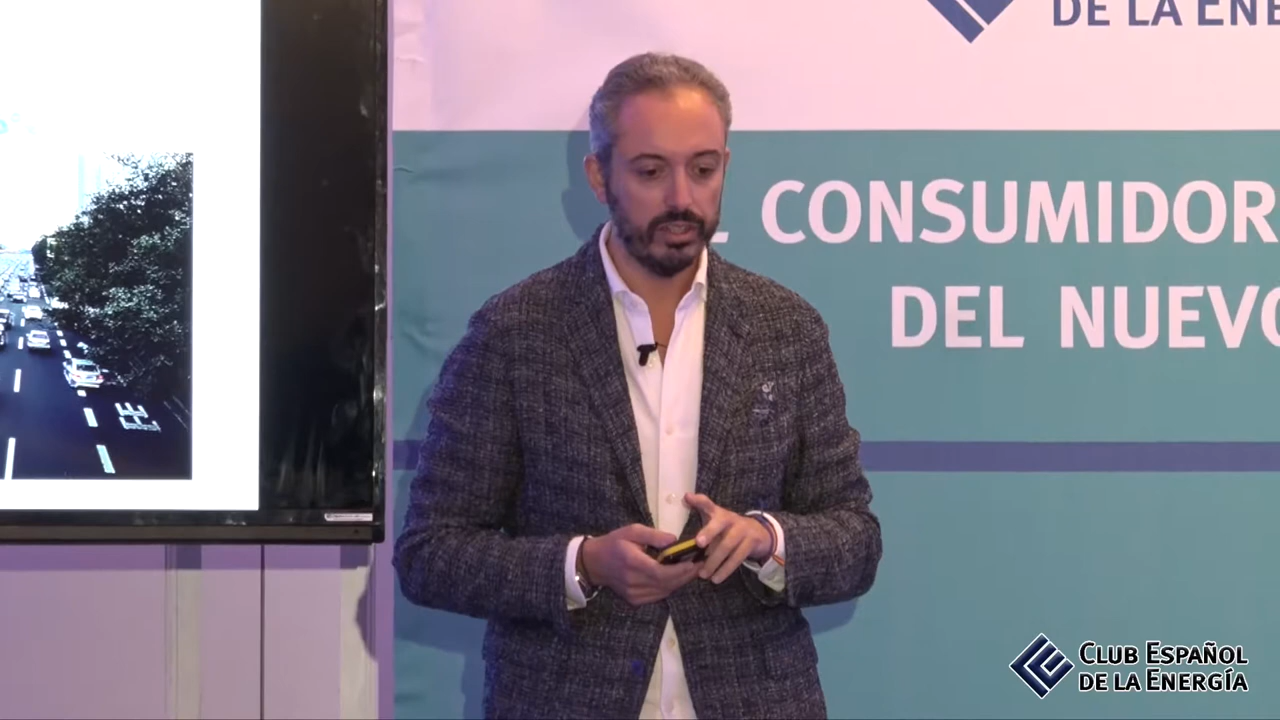 DE LA ENE
CONSUMIDOR
DEL NUEVO
CLUB ESPAÑOL
DE LA ENERGÍA